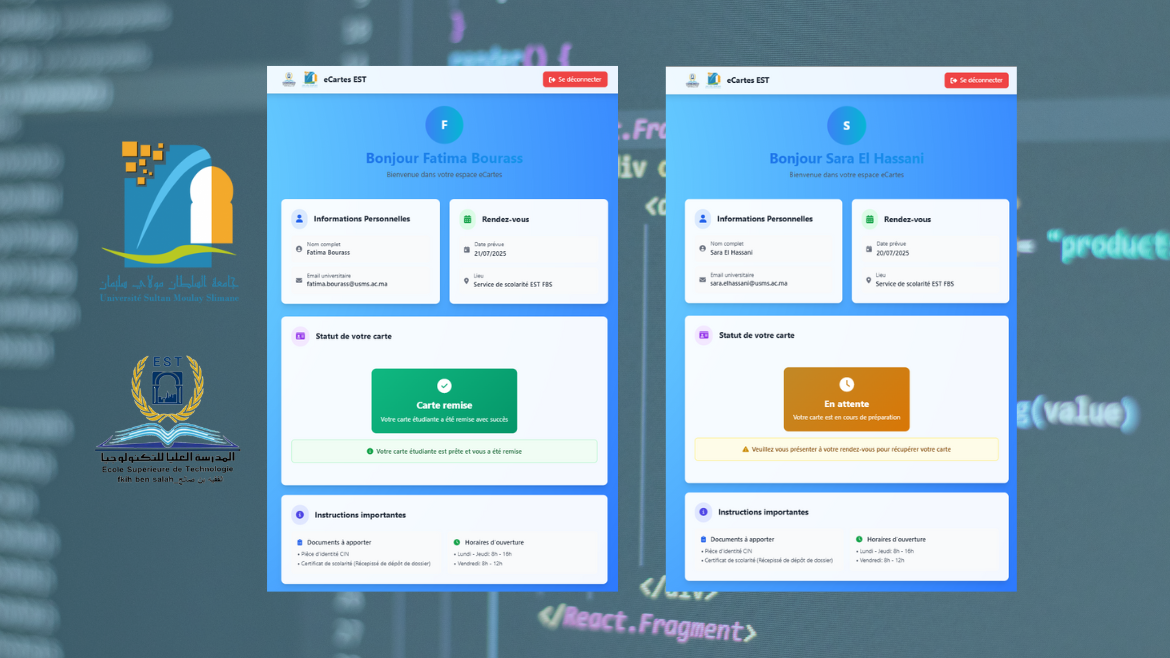 }
render() {
جامعة السلطان مولاي سليمان
Université Sultan Moulay Slimane
EST
المدرسة العليا للتكنولوجيا
Ecole Supérieure de Technologie
fkih ben salah الفقيه بن صالح
eCartes EST
Se déconnecter
F
Bonjour Fatima Bourass
Bienvenue dans votre espace eCartes
Informations Personnelles
Nom complet
Fatima Bourass
Email universitaire
fatima.bourass@usms.ac.ma
Rendez-vous
Date prévue
21/07/2025
Lieu
Service de scolarité EST FBS
Statut de votre carte
Carte remise
Votre carte étudiante a été remise avec succès
Votre carte étudiante est prête et vous a été remise
Instructions importantes
Documents à apporter
• Pièce d'identité CIN
• Certificat de scolarité (Récepissé de dépôt de dossier)
Horaires d'ouverture
• Lundi - Jeudi: 8h - 16h
• Vendredi: 8h - 12h
eCartes EST
Se déconnecter
S
Bonjour Sara El Hassani
Bienvenue dans votre espace eCartes
Informations Personnelles
Nom complet
Sara El Hassani
Email universitaire
sara.elhassani@usms.ac.ma
Rendez-vous
Date prévue
20/07/2025
Lieu
Service de scolarité EST FBS
Statut de votre carte
En attente
Votre carte est en cours de préparation
Veuillez vous présenter à votre rendez-vous pour récupérer votre carte
Instructions importantes
Documents à apporter
• Pièce d'identité CIN
• Certificat de scolarité (Récepissé de dépôt de dossier)
Horaires d'ouverture
• Lundi - Jeudi: 8h - 16h
• Vendredi: 8h - 12h
= "product
(value)
</div>
</React.Fragment>